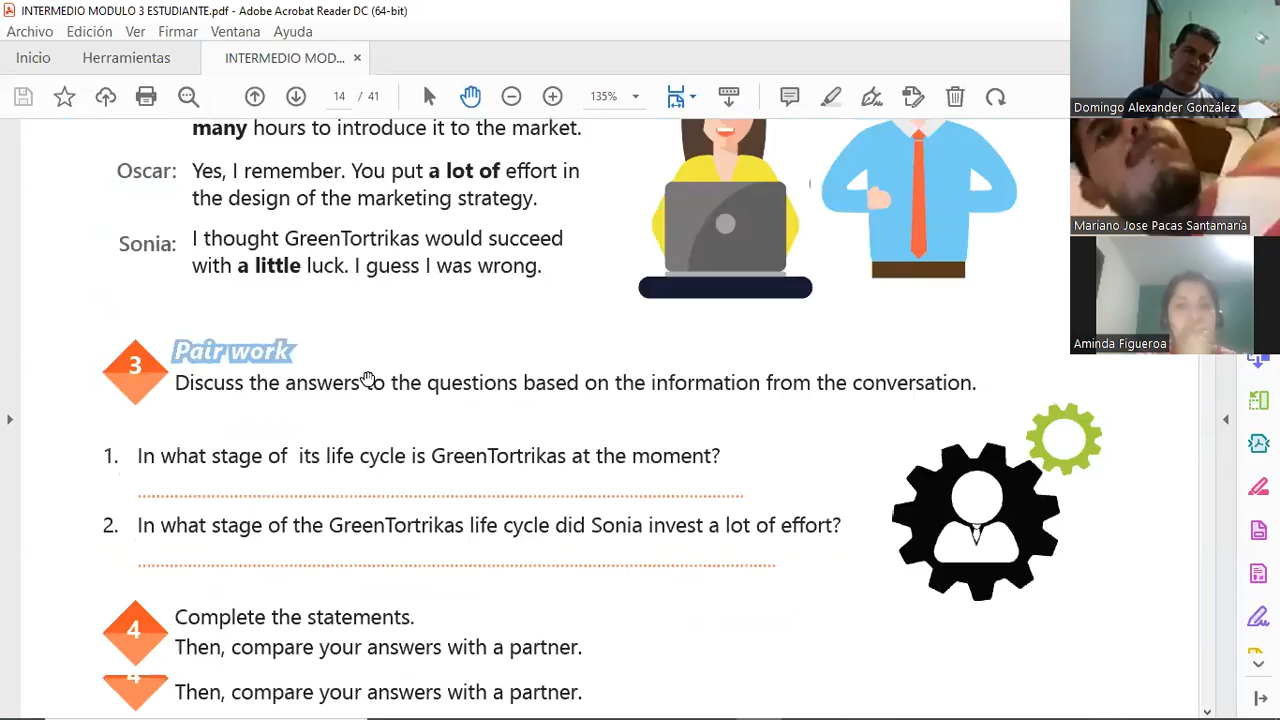 INTERMEDIO MODULO 3 ESTUDIANTE.pdf - Adobe Acrobat Reader DC (64-bit)
Archivo Edición Ver Firmar Ventana Ayuda
Inicio Herramientas INTERMEDIO MOD... ×
14 / 41 135%
many hours to introduce it to the market.
Oscar: Yes, I remember. You put a lot of effort in
the design of the marketing strategy.
Sonia: I thought GreenTortrikas would succeed
with a little luck. I guess I was wrong.
3 Pair work
Discuss the answers to the questions based on the information from the conversation.
1. In what stage of its life cycle is GreenTortrikas at the moment?
2. In what stage of the GreenTortrikas life cycle did Sonia invest a lot of effort?
4 Complete the statements.
Then, compare your answers with a partner.
4 Then, compare your answers with a partner.
Domingo Alexander González
Mariano Jose Pacas Santamaría
Aminda Figueroa